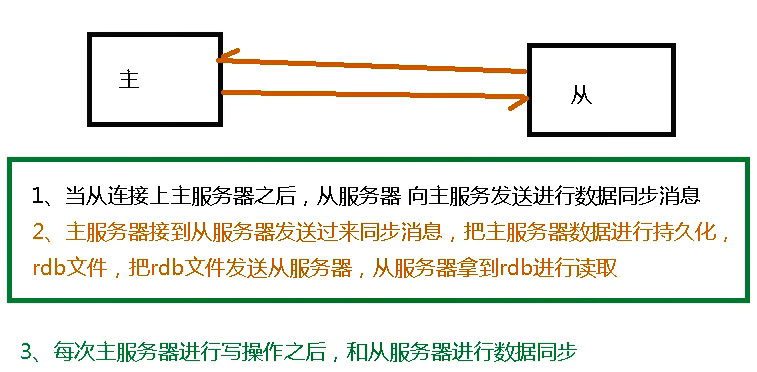 主
从
1、当从连接上主服务器之后，从服务器 向主服务发送进行数据同步消息
2、主服务器接到从服务器发送过来同步消息，把主服务器数据进行持久化，
rdb文件，把rdb文件发送从服务器，从服务器拿到rdb进行读取
3、每次主服务器进行写操作之后，和从服务器进行数据同步